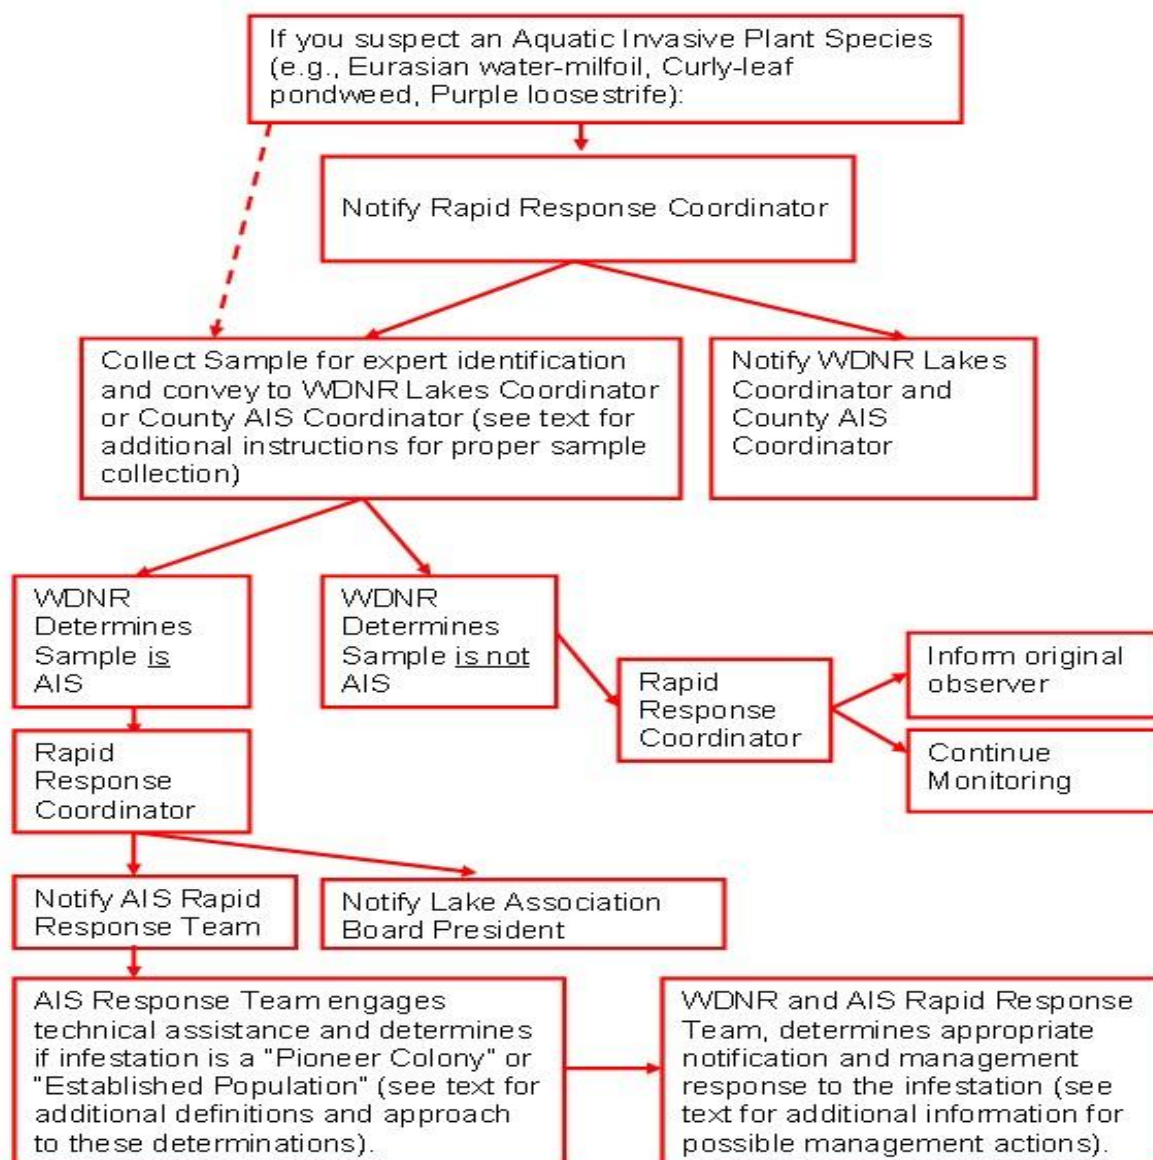 If you suspect an Aquatic Invasive Plant Species
(e.g., Eurasian water-milfoil, Curly-leaf
pondweed, Purple loosestrife):
Notify Rapid Response Coordinator
Collect Sample for expert identification
and convey to WDNR Lakes Coordinator
or County AIS Coordinator (see text for
additional instructions for proper sample
collection)
Notify WDNR Lakes
Coordinator and
County AIS
Coordinator
WDNR
Determines
Sample is
AIS
WDNR
Determines
Sample is not
AIS
Rapid
Response
Coordinator
Inform original
observer
Continue
Monitoring
Rapid
Response
Coordinator
Notify AIS Rapid
Response Team
Notify Lake Association
Board President
AIS Response Team engages
technical assistance and determines
if infestation is a "Pioneer Colony" or
"Established Population" (see text for
additional definitions and approach
to these determinations).
WDNR and AIS Rapid Response
Team, determines appropriate
notification and management
response to the infestation (see
text for additional information for
possible management actions).